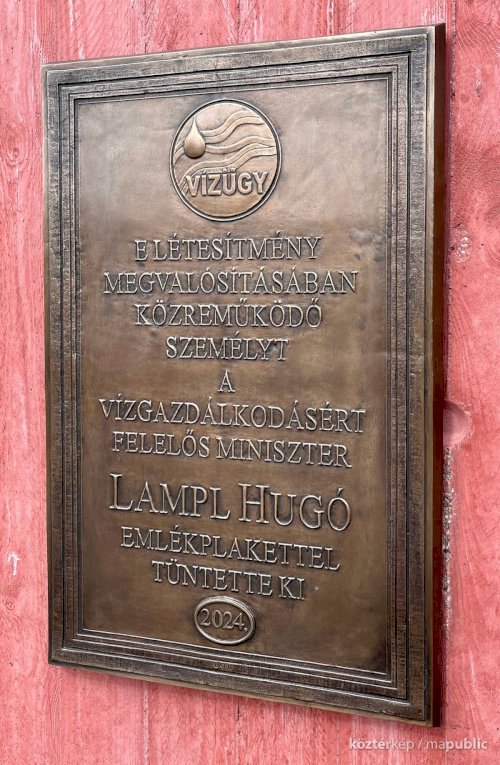 VÍZÜGY
E LÉTESÍTMÉNY
MEGVALÓSÍTÁSÁBAN
KÖZREMŰKÖDŐ
SZEMÉLYT
A
VÍZGAZDÁLKODÁSÉRT
FELELŐS MINISZTER
LAMPL HUGÓ
EMLÉKPLAKETTEL
TÜNTETTE KI
2024.
köztérkép / mapublic